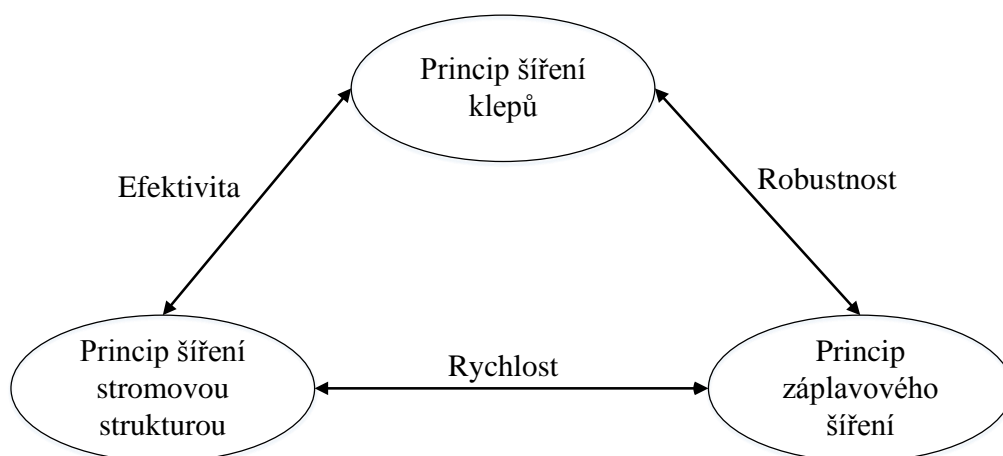 Princip šíření
klepů
Efektivita
Robustnost
Princip šíření
stromovou
strukturou
Rychlost
Princip
záplavového
šíření